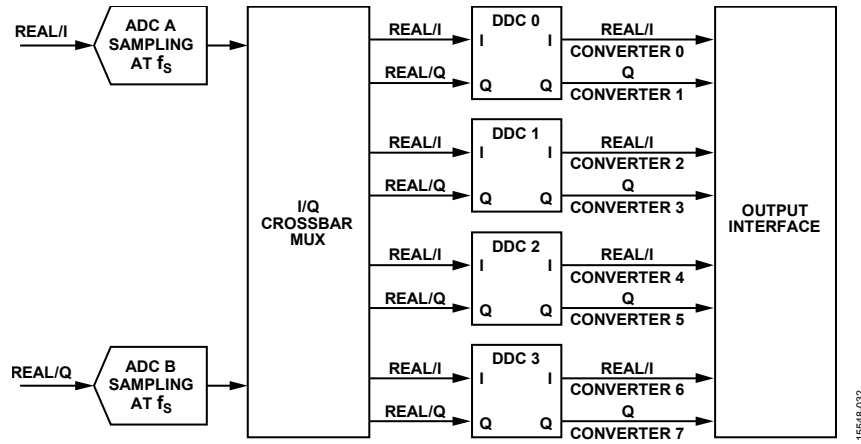 REAL/I
ADC A
SAMPLING
AT fS
I/Q
CROSSBAR
MUX
REAL/I
REAL/Q
DDC 0
I I
Q Q
REAL/I
CONVERTER 0
Q
CONVERTER 1
REAL/I
REAL/Q
DDC 1
I I
Q Q
REAL/I
CONVERTER 2
Q
CONVERTER 3
REAL/I
REAL/Q
DDC 2
I I
Q Q
REAL/I
CONVERTER 4
Q
CONVERTER 5
REAL/Q
ADC B
SAMPLING
AT fS
REAL/I
REAL/Q
DDC 3
I I
Q Q
REAL/I
CONVERTER 6
Q
CONVERTER 7
OUTPUT
INTERFACE
15548-032